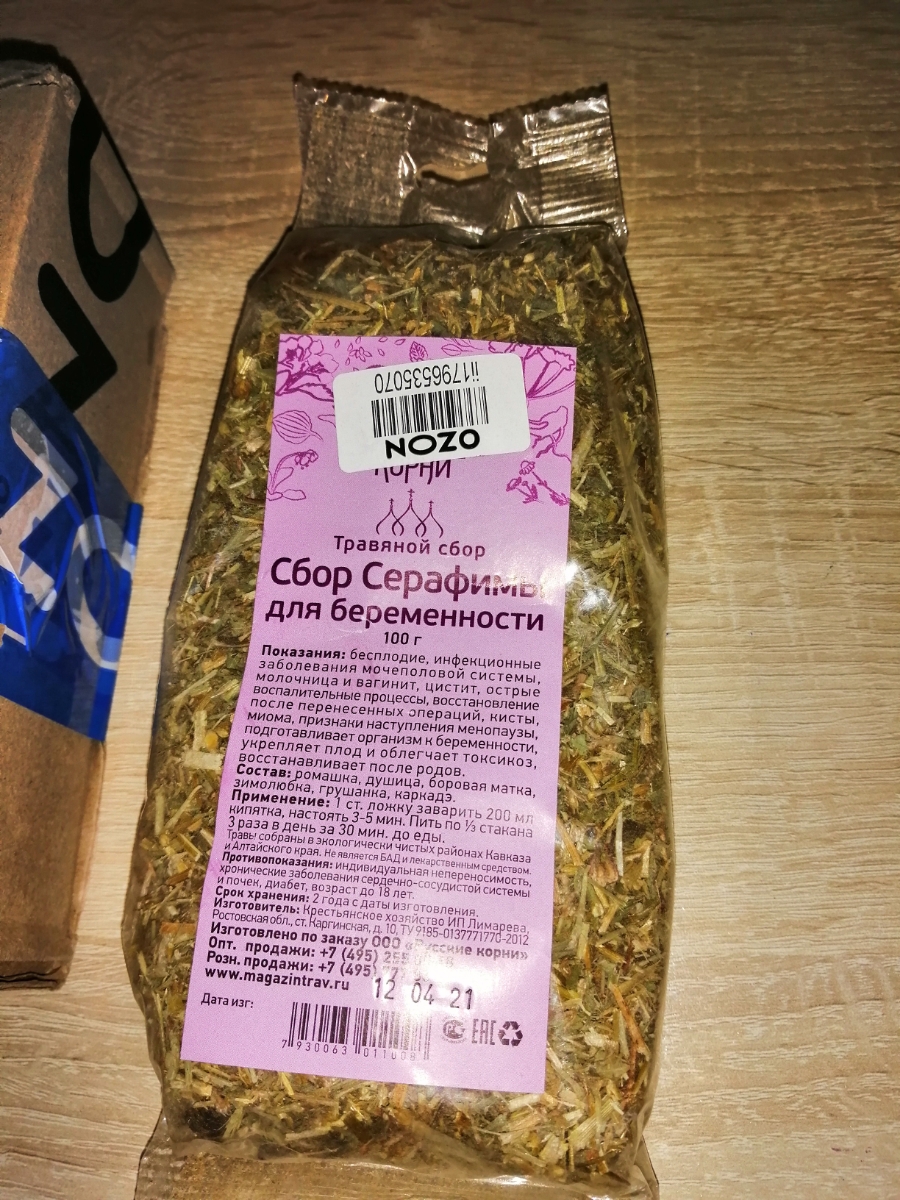 ii1796535070
OZON
Корни
Травяной сбор
Сбор Серафимы
для беременности
100 г
Показания: бесплодие, инфекционные
заболевания мочеполовой системы,
молочница и вагинит, цистит, острые
воспалительные процессы, восстановление
после перенесенных операций, кисты,
миома, признаки наступления менопаузы,
подготавливает организм к беременности,
укрепляет плод и облегчает токсикоз,
восстанавливает после родов.
Состав: ромашка, душица, боровая матка,
зимолюбка, грушанка, каркадэ.
Применение: 1 ст. ложку заварить 200 мл
кипятка, настоять 3-5 мин. Пить по ⅓ стакана
3 раза в день за 30 мин. до еды.
Травы собраны в экологически чистых районах Кавказа
и Алтайского края. Не является БАД и лекарственным средством.
Противопоказания: индивидуальная непереносимость,
хронические заболевания сердечно-сосудистой системы
и почек, диабет, возраст до 18 лет.
Срок хранения: 2 года с даты изготовления.
Изготовитель: Крестьянское хозяйство ИП Лимарева,
Ростовская обл., ст. Каргинская, д. 10, ТУ 9185-0137771770-2012
Изготовлено по заказу ООО «Русские корни»
Опт. продажи: +7 (495)
Розн. продажи: +7 (495)
www.magazintrav.ru
12 04 21
Дата изг:
7 930063 011008
EAC